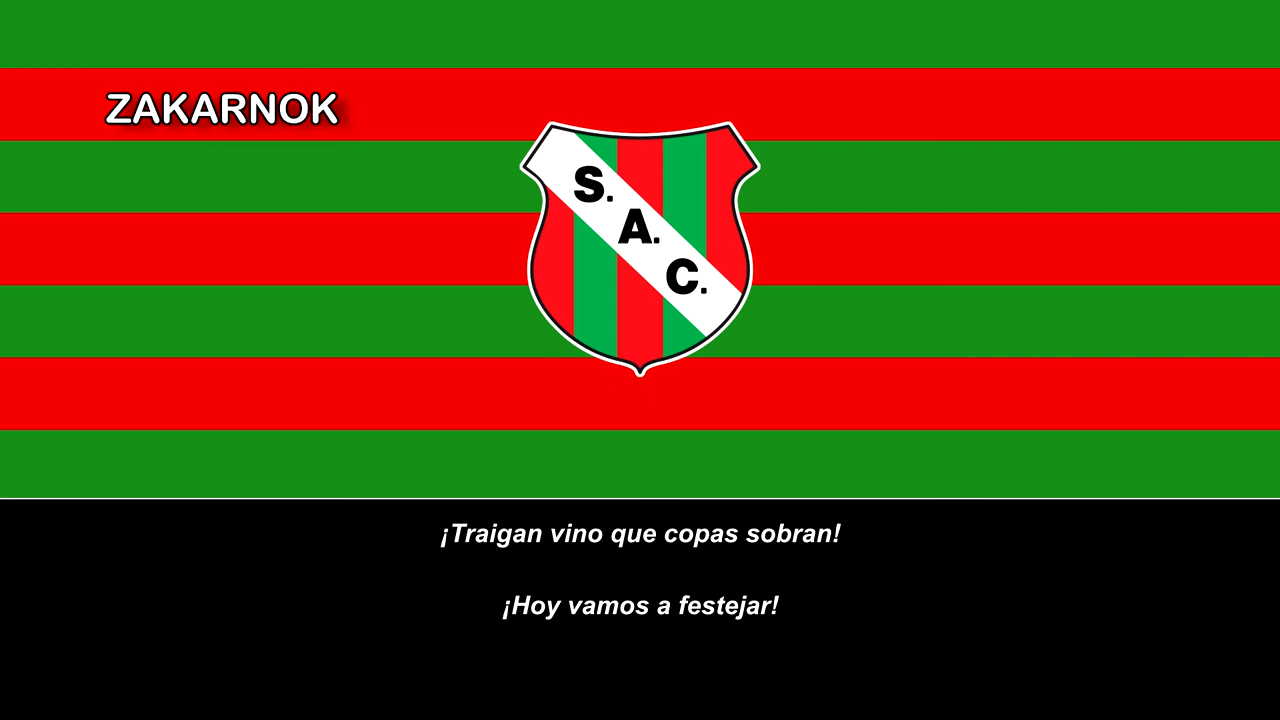 ZAKARNOK
S.
A.
C.
¡Traigan vino que copas sobran!
¡Hoy vamos a festejar!